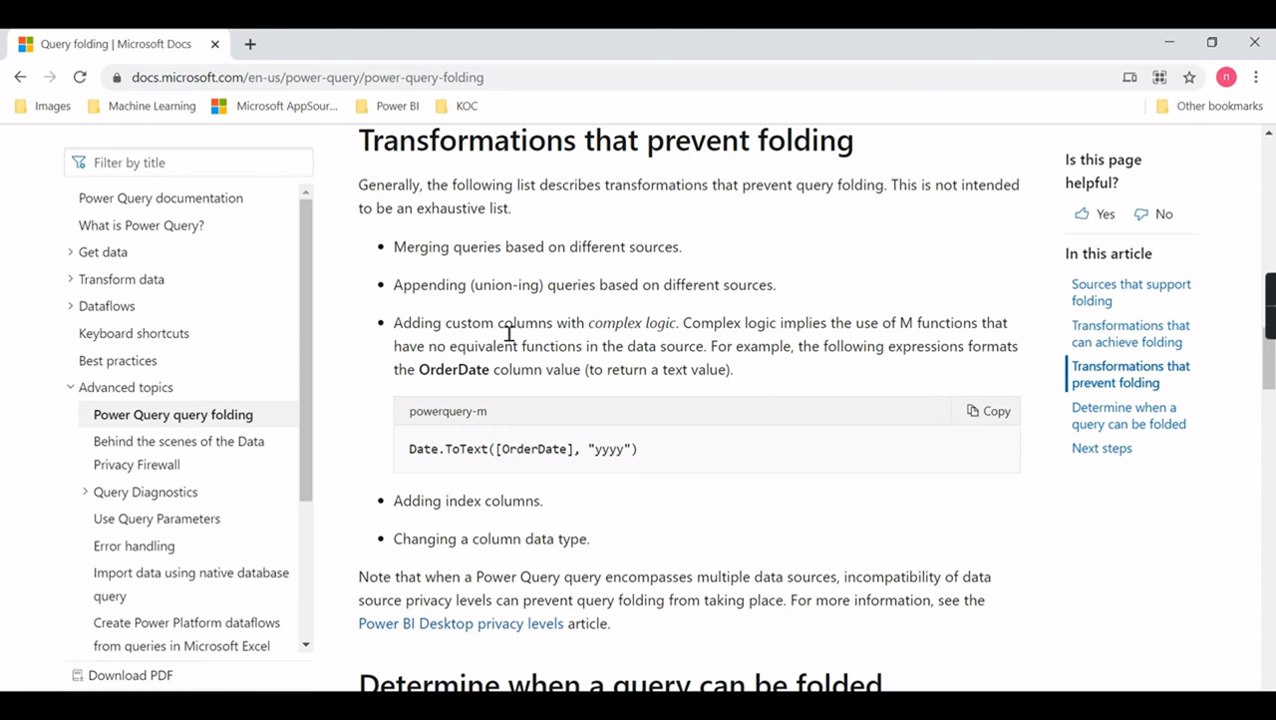 Query folding | Microsoft Docs
docs.microsoft.com/en-us/power-query/power-query-folding
n
Images
Machine Learning
Microsoft AppSour...
Power BI
KOC
Other bookmarks
Filter by title
Power Query documentation
What is Power Query?
Get data
Transform data
Dataflows
Keyboard shortcuts
Best practices
Advanced topics
Power Query query folding
Behind the scenes of the Data
Privacy Firewall
Query Diagnostics
Use Query Parameters
Error handling
Import data using native database
query
Create Power Platform dataflows
from queries in Microsoft Excel
Download PDF
Transformations that prevent folding
Generally, the following list describes transformations that prevent query folding. This is not intended
to be an exhaustive list.
• Merging queries based on different sources.
• Appending (union-ing) queries based on different sources.
• Adding custom columns with complex logic. Complex logic implies the use of M functions that
have no equivalent functions in the data source. For example, the following expressions formats
the OrderDate column value (to return a text value).
powerquery-m
Copy
Date.ToText([OrderDate], "yyyy")
• Adding index columns.
• Changing a column data type.
Note that when a Power Query query encompasses multiple data sources, incompatibility of data
source privacy levels can prevent query folding from taking place. For more information, see the
Power BI Desktop privacy levels article.
Determine when a query can be folded
Is this page
helpful?
Yes
No
In this article
Sources that support
folding
Transformations that
can achieve folding
Transformations that
prevent folding
Determine when a
query can be folded
Next steps